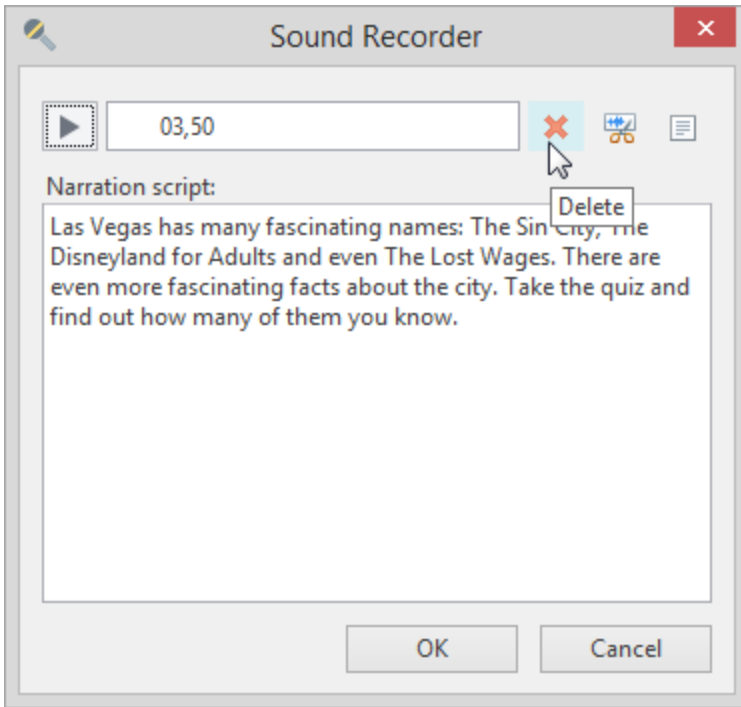 Sound Recorder
03,50
Delete
Narration script:
Las Vegas has many fascinating names: The Sin City, The
Disneyland for Adults and even The Lost Wages. There are
even more fascinating facts about the city. Take the quiz and
find out how many of them you know.
OK
Cancel